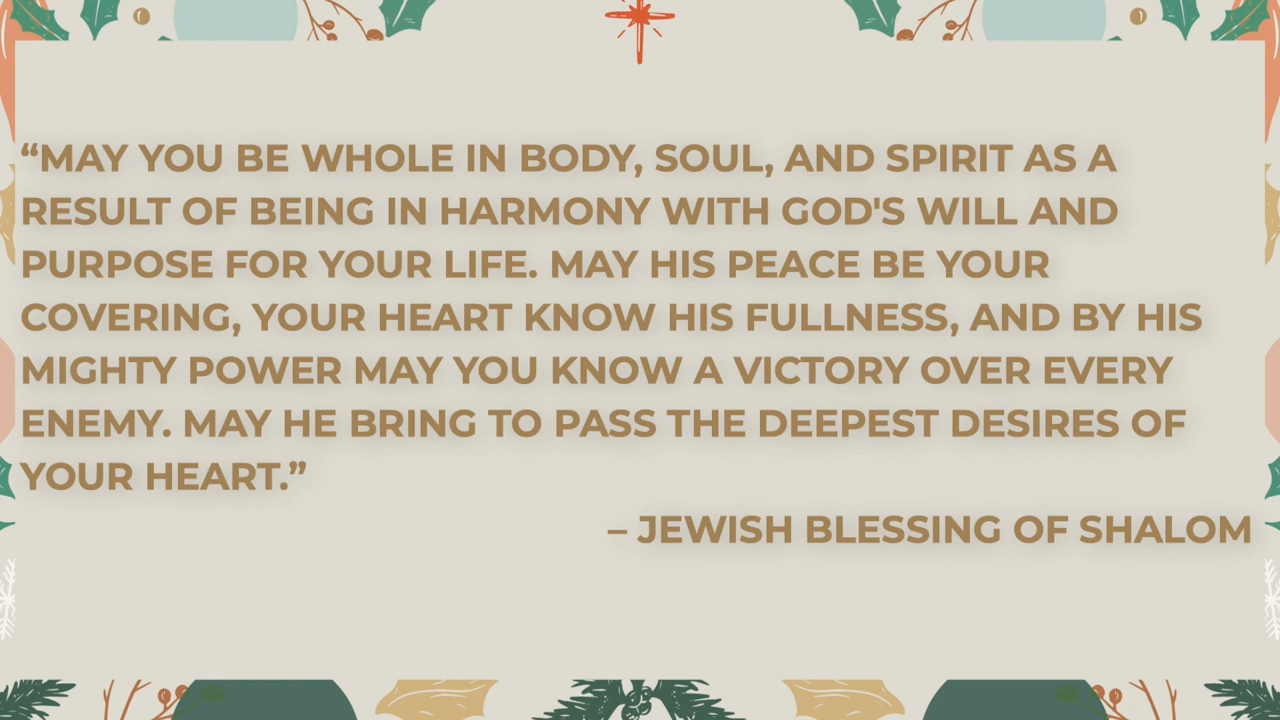 “MAY YOU BE WHOLE IN BODY, SOUL, AND SPIRIT AS A
RESULT OF BEING IN HARMONY WITH GOD'S WILL AND
PURPOSE FOR YOUR LIFE. MAY HIS PEACE BE YOUR
COVERING, YOUR HEART KNOW HIS FULLNESS, AND BY HIS
MIGHTY POWER MAY YOU KNOW A VICTORY OVER EVERY
ENEMY. MAY HE BRING TO PASS THE DEEPEST DESIRES OF
YOUR HEART.”
– JEWISH BLESSING OF SHALOM